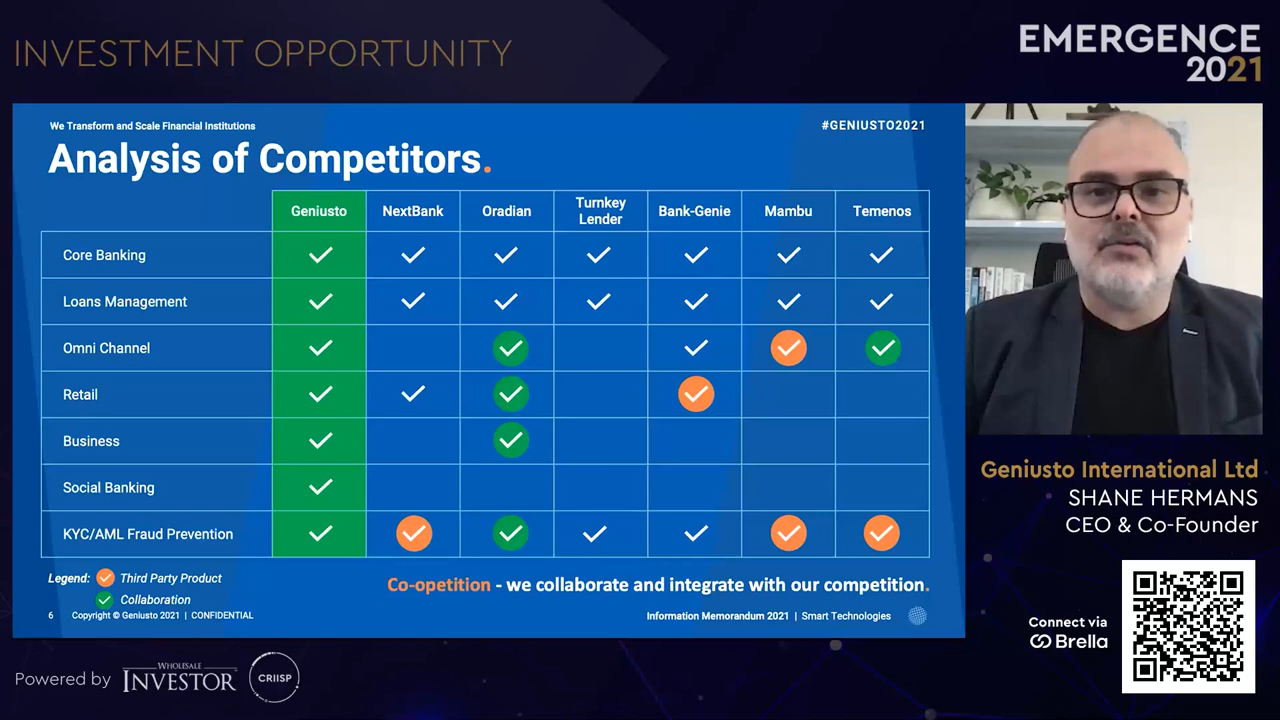 INVESTMENT OPPORTUNITY
EMERGENCE
2021
We Transform and Scale Financial Institutions
#GENIUSTO2021
Analysis of Competitors.
Geniusto NextBank Oradian Turnkey Lender Bank-Genie Mambu Temenos
Core Banking
Loans Management
Omni Channel
Retail
Business
Social Banking
KYC/AML Fraud Prevention
Legend: Third Party Product
Collaboration
Co-opetition - we collaborate and integrate with our competition.
6 Copyright © Geniusto 2021 | CONFIDENTIAL
Information Memorandum 2021 | Smart Technologies
Geniusto International Ltd
SHANE HERMANS
CEO & Co-Founder
Connect via
Brella
Powered by
WHOLESALE
INVESTOR
CRIISP